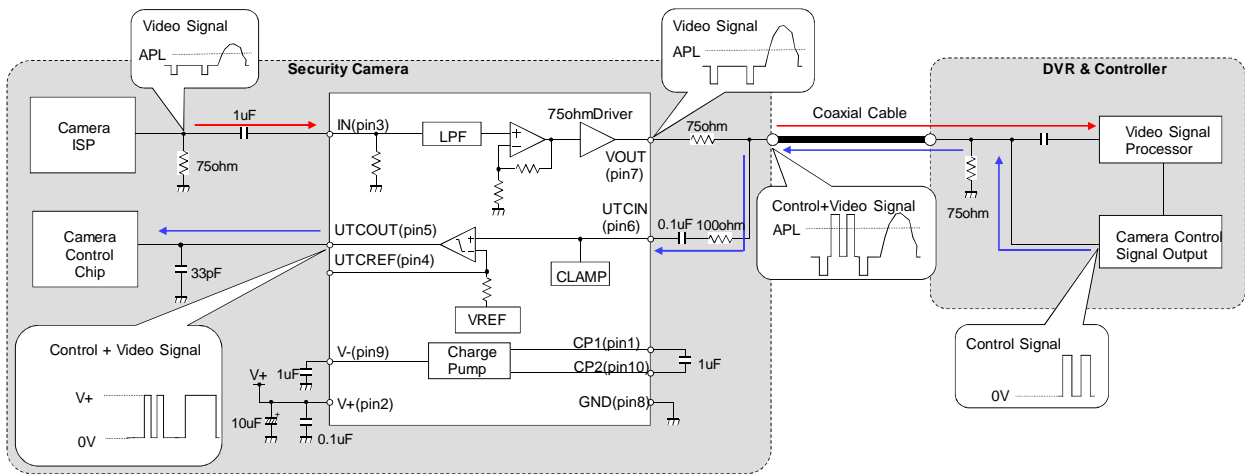 Video Signal
APL
Video Signal
APL
Security Camera
DVR & Controller
Camera
ISP
1uF
75ohm
IN(pin3)
LPF
75ohmDriver
VOUT
(pin7)
75ohm
Coaxial Cable
Video Signal
Processor
75ohm
Camera Control
Signal Output
Camera
Control
Chip
33pF
UTCOUT(pin5)
UTCREF(pin4)
CLAMP
VREF
UTCIN
(pin6)
0.1uF
100ohm
Control+Video Signal
APL
Control + Video Signal
V+
0V
V-(pin9)
1uF
V+
V+(pin2)
10uF
+
0.1uF
Charge
Pump
CP1(pin1)
CP2(pin10)
1uF
GND(pin8)
Control Signal
0V
+
-
+
-